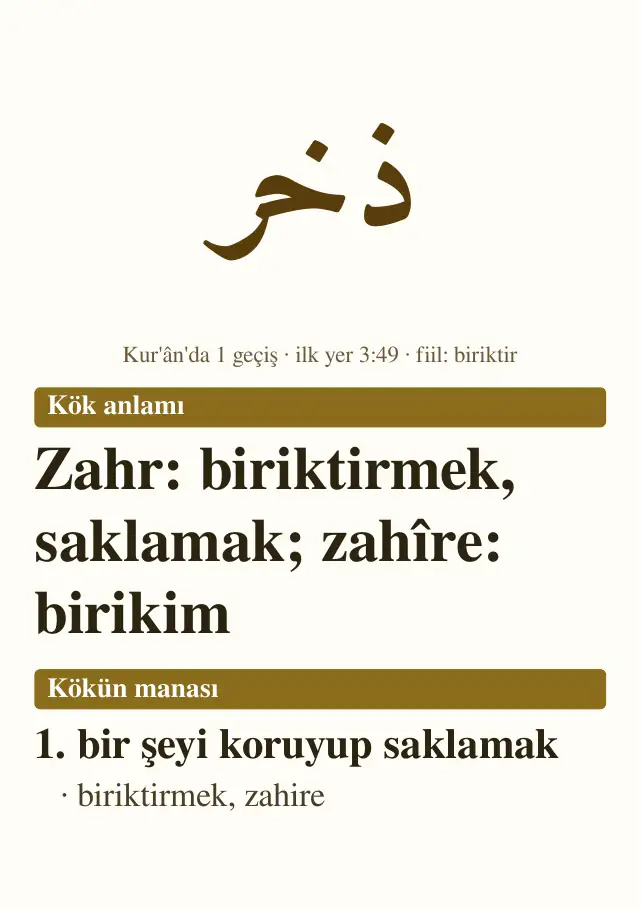 ذخر
Kur'ân'da 1 geçiş · ilk yer 3:49 · fiil: biriktir
Kök anlamı
Zahr: biriktirmek,
saklamak; zahîre:
birikim
Kökün manası
1. bir şeyi koruyup saklamak
· biriktirmek, zahire